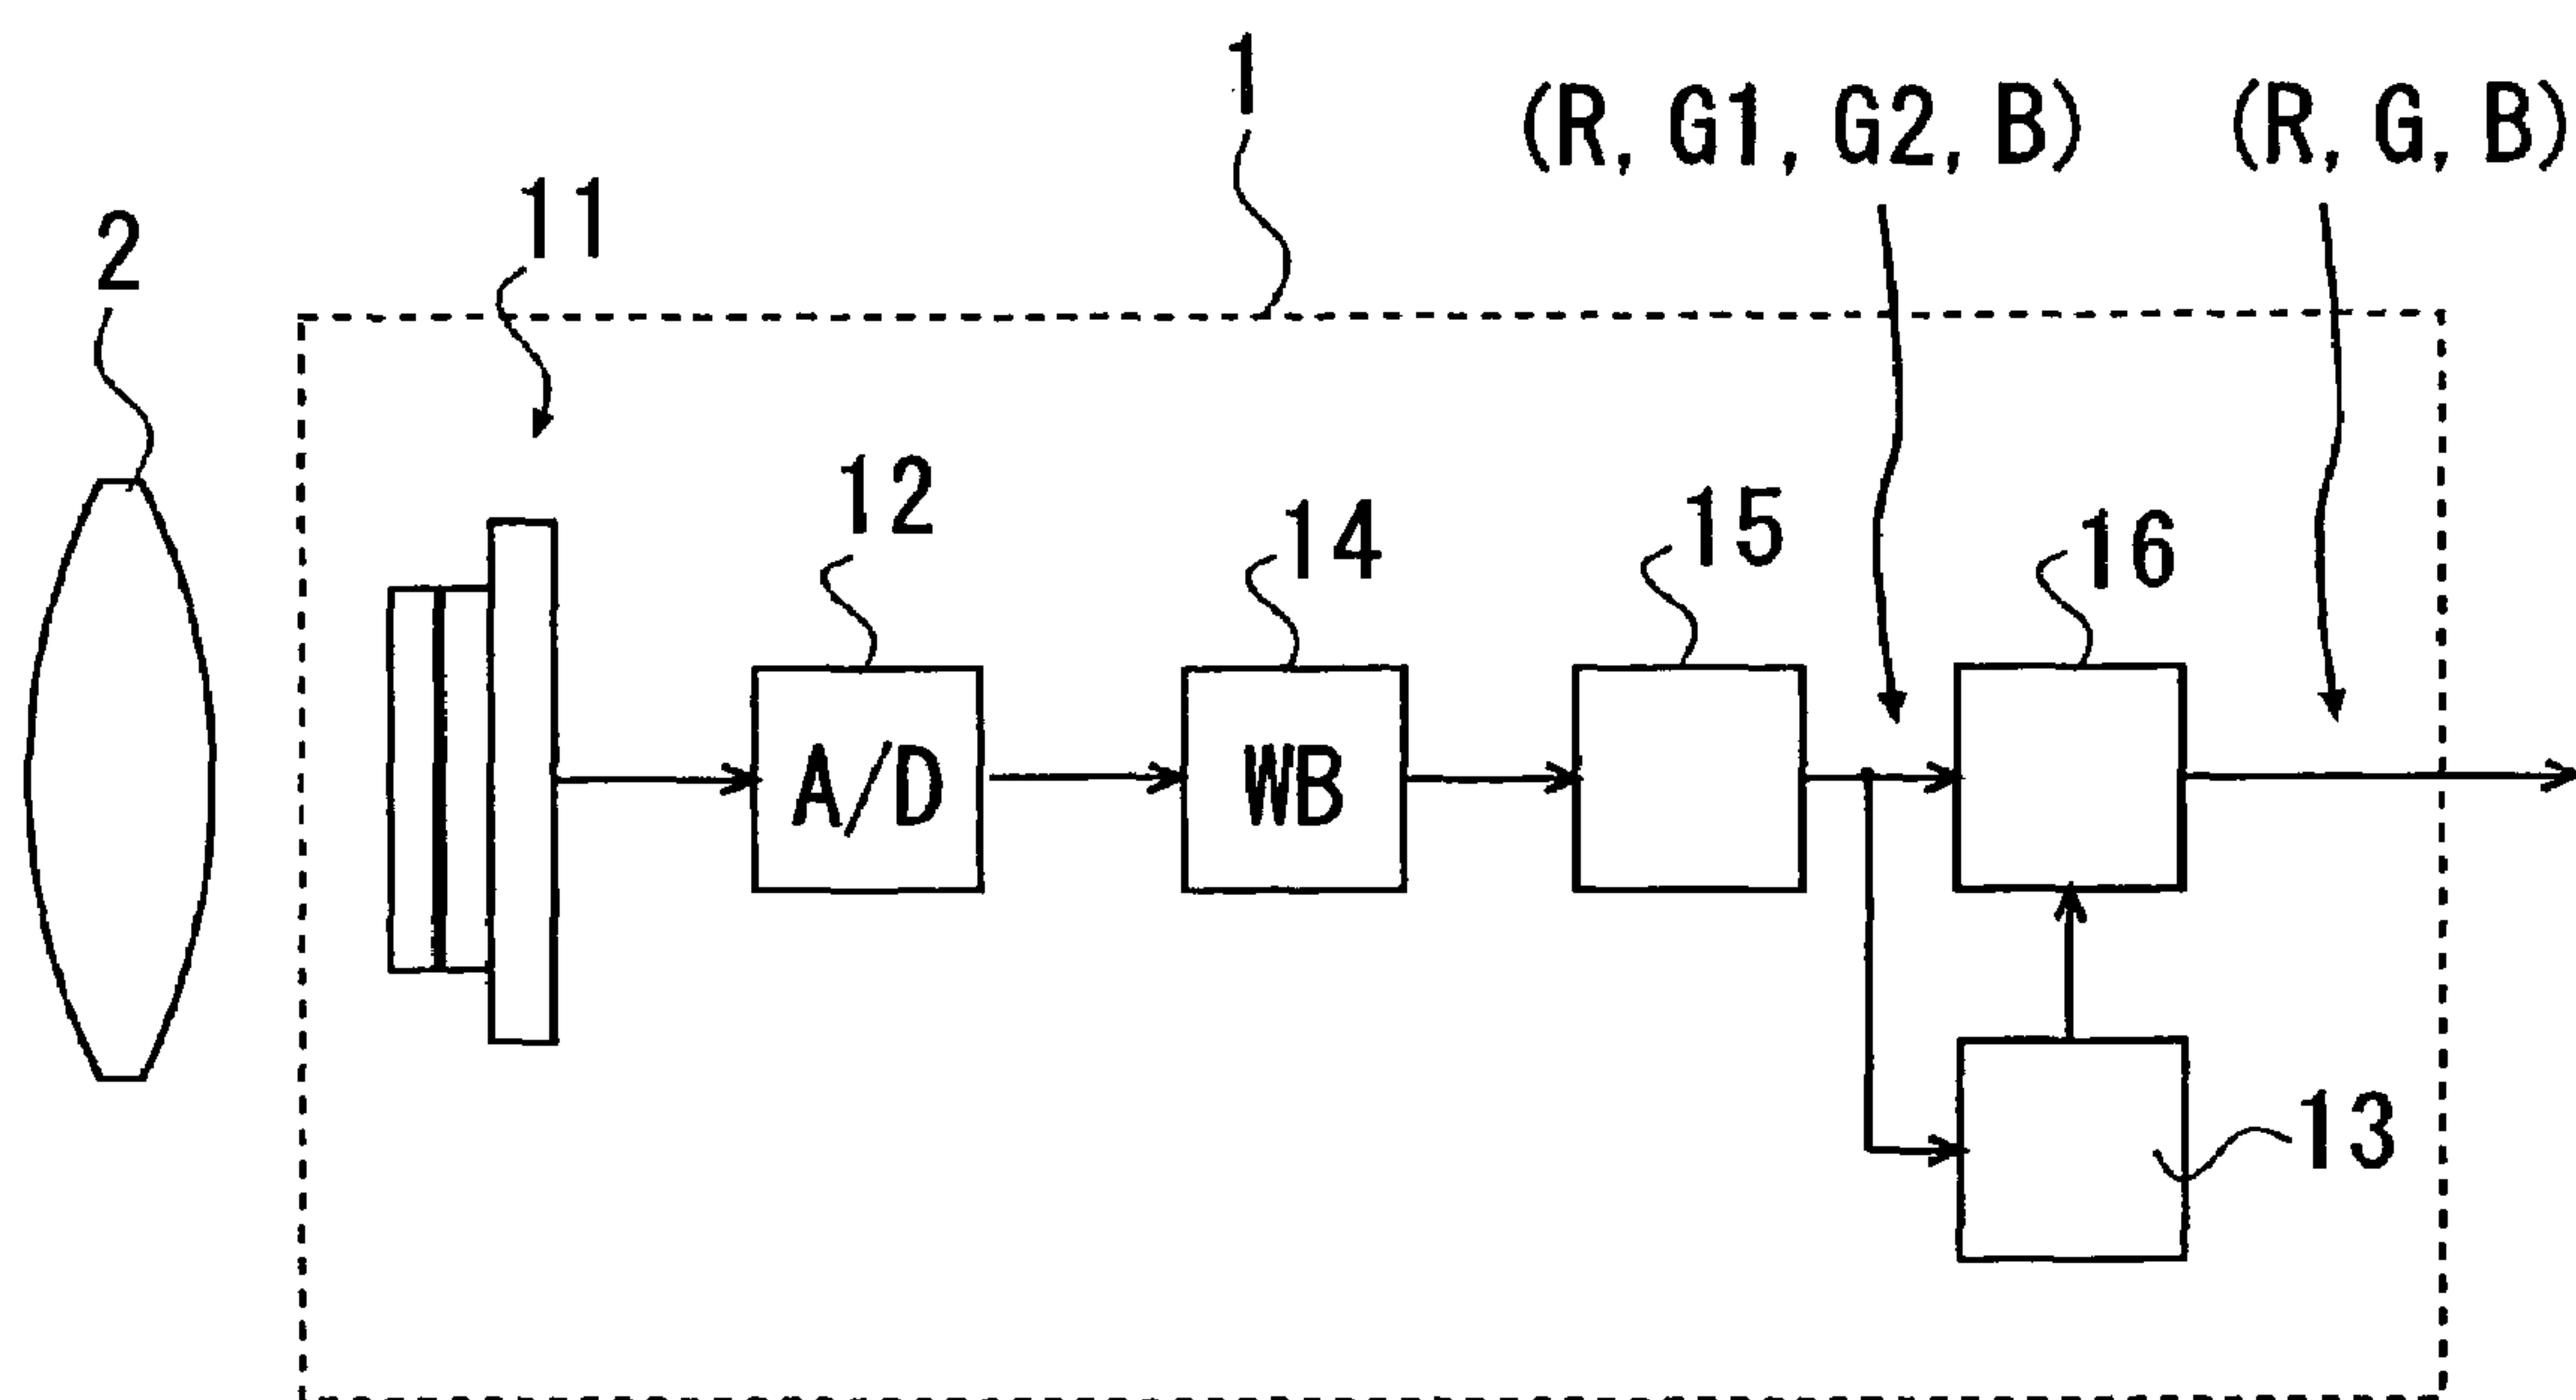 1
(R, G1, G2, B)
(R, G, B)
2
11
12
14
15
16
A/D
WB
13